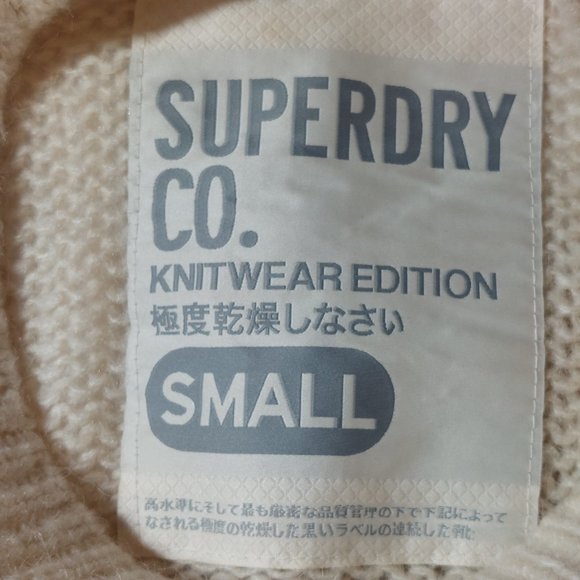 SUPERDRY
CO.
KNITWEAR EDITION
極度乾燥しなさい
SMALL
高水準にそして最も厳密な品質管理の下で下記によって
なされる極度の乾燥した黒いラベルの連続した